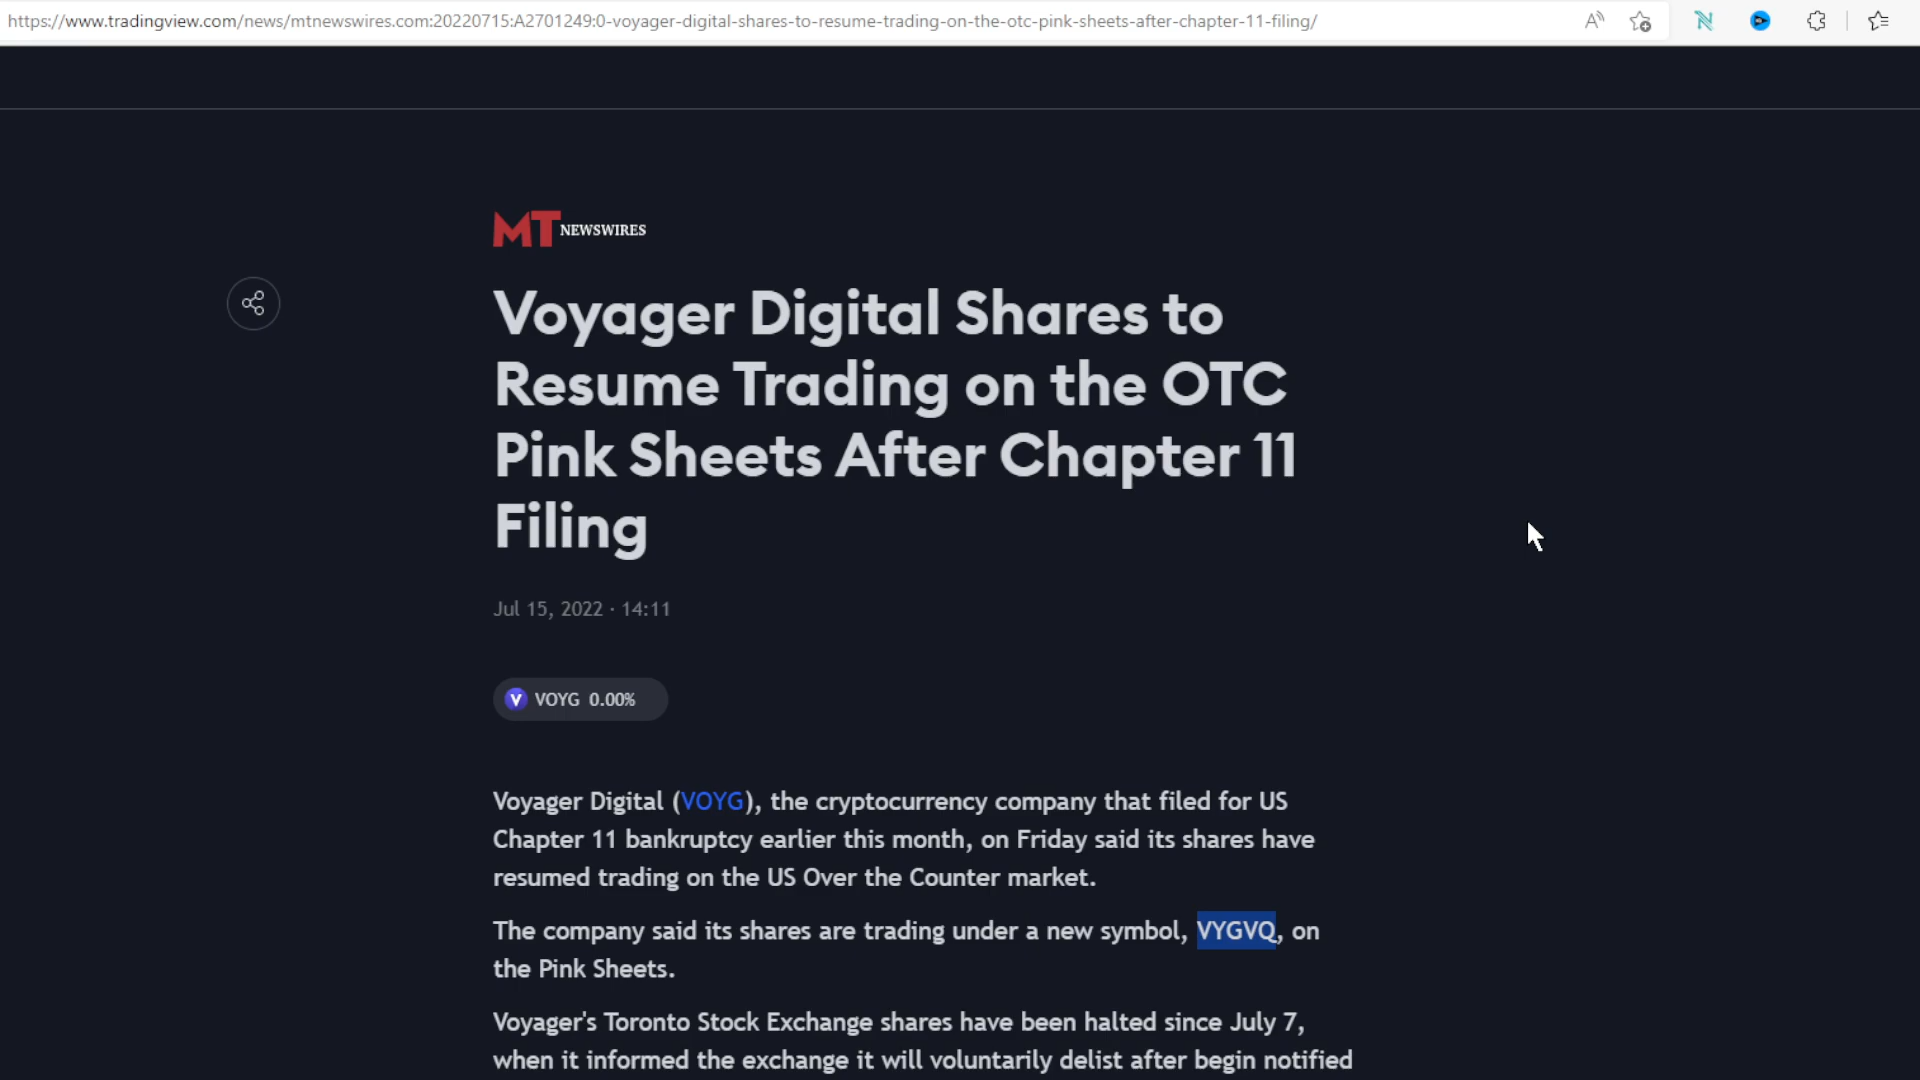 https://www.tradingview.com/news/mtnewswires.com:20220715:A2701249:0-voyager-digital-shares-to-resume-trading-on-the-otc-pink-sheets-after-chapter-11-filing/
MT NEWSWIRES
Voyager Digital Shares to
Resume Trading on the OTC
Pink Sheets After Chapter 11
Filing
Jul 15, 2022 · 14:11
V VOYG 0.00%
Voyager Digital (VOYG), the cryptocurrency company that filed for US
Chapter 11 bankruptcy earlier this month, on Friday said its shares have
resumed trading on the US Over the Counter market.
The company said its shares are trading under a new symbol, VYGVQ, on
the Pink Sheets.
Voyager's Toronto Stock Exchange shares have been halted since July 7,
when it informed the exchange it will voluntarily delist after begin notified